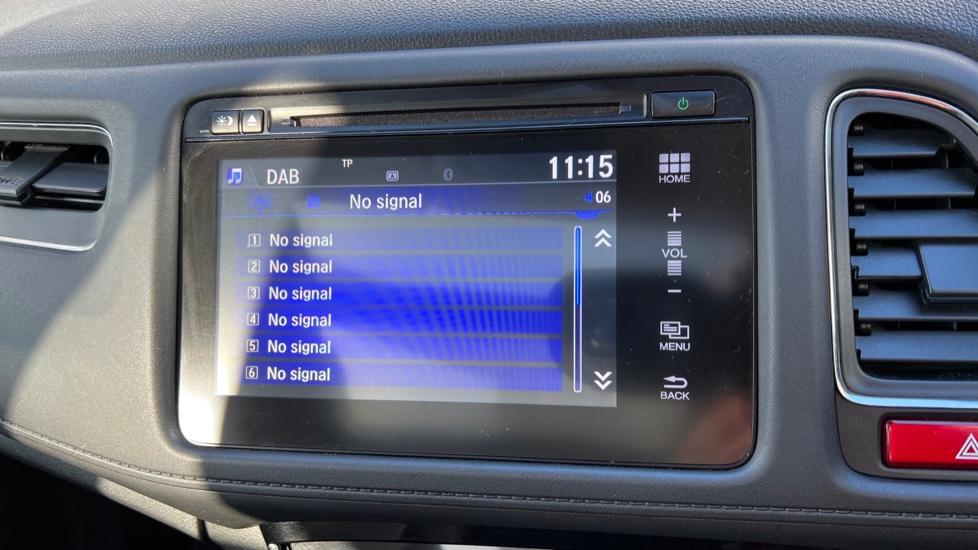 DAB
TP
11:15
No signal
06
1 No signal
2 No signal
3 No signal
4 No signal
5 No signal
6 No signal
HOME
+
VOL
−
MENU
BACK